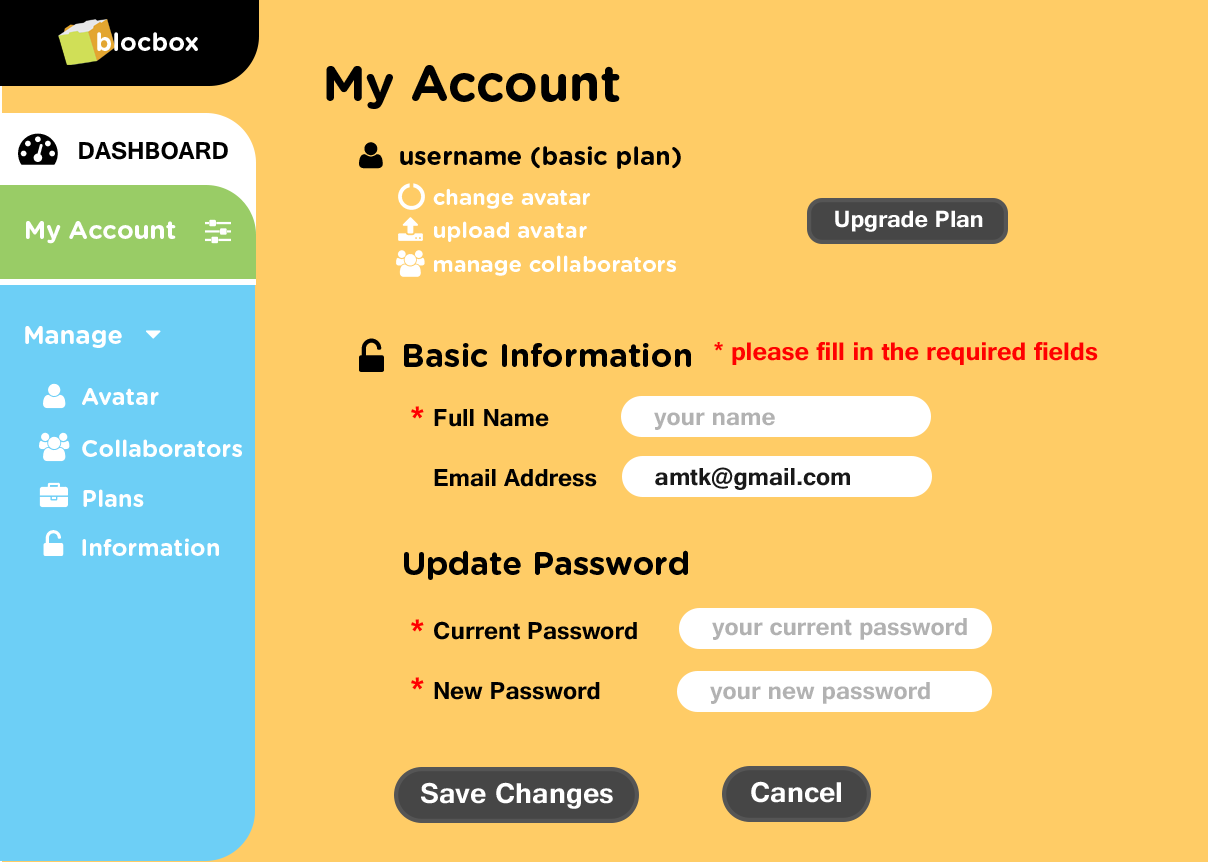 blocbox
DASHBOARD
My Account
Manage
Avatar
Collaborators
Plans
Information
My Account
username (basic plan)
change avatar
upload avatar
manage collaborators
Upgrade Plan
Basic Information * please fill in the required fields
* Full Name your name
Email Address amtk@gmail.com
Update Password
* Current Password your current password
* New Password your new password
Save Changes Cancel